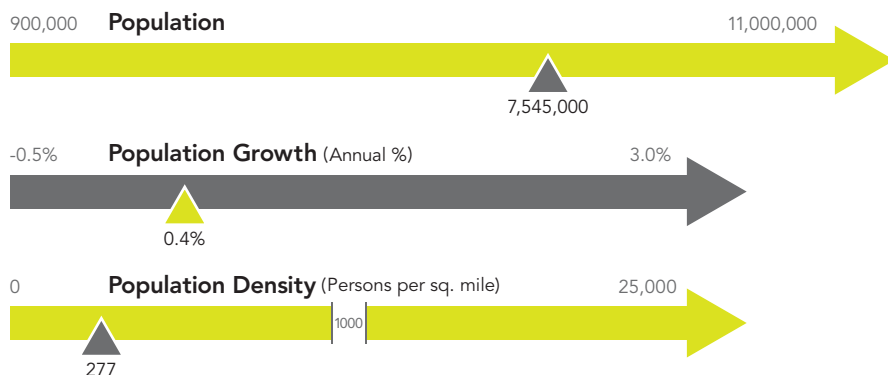 900,000 Population 11,000,000
7,545,000
-0.5% Population Growth (Annual %) 3.0%
0.4%
0 Population Density (Persons per sq. mile) 25,000
1000
277